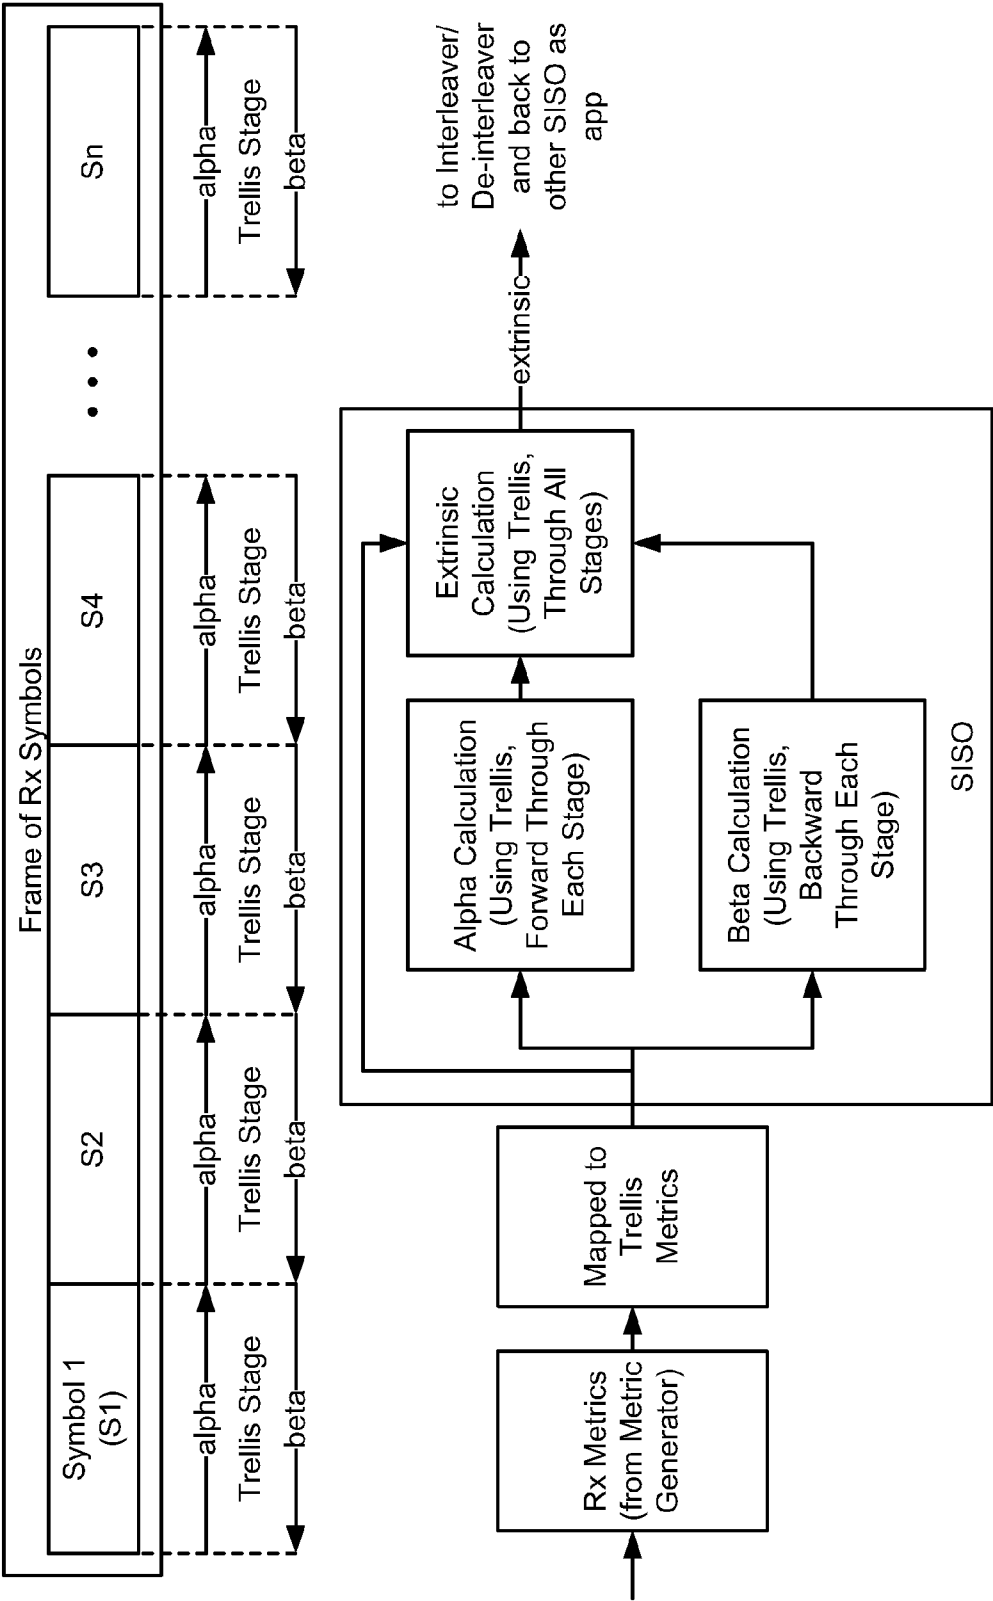 Frame of Rx Symbols
Symbol 1
(S1)
S2
S3
S4
Sn
alpha
alpha
alpha
alpha
alpha
Trellis Stage
Trellis Stage
Trellis Stage
Trellis Stage
Trellis Stage
beta
beta
beta
beta
beta
Rx Metrics
(from Metric
Generator)
Mapped to
Trellis
Metrics
Alpha Calculation
(Using Trellis,
Forward Through
Each Stage)
Beta Calculation
(Using Trellis,
Backward
Through Each
Stage)
Extrinsic
Calculation
(Using Trellis,
Through All
Stages)
SISO
extrinsic
to Interleaver/
De-interleaver
and back to
other SISO as
app